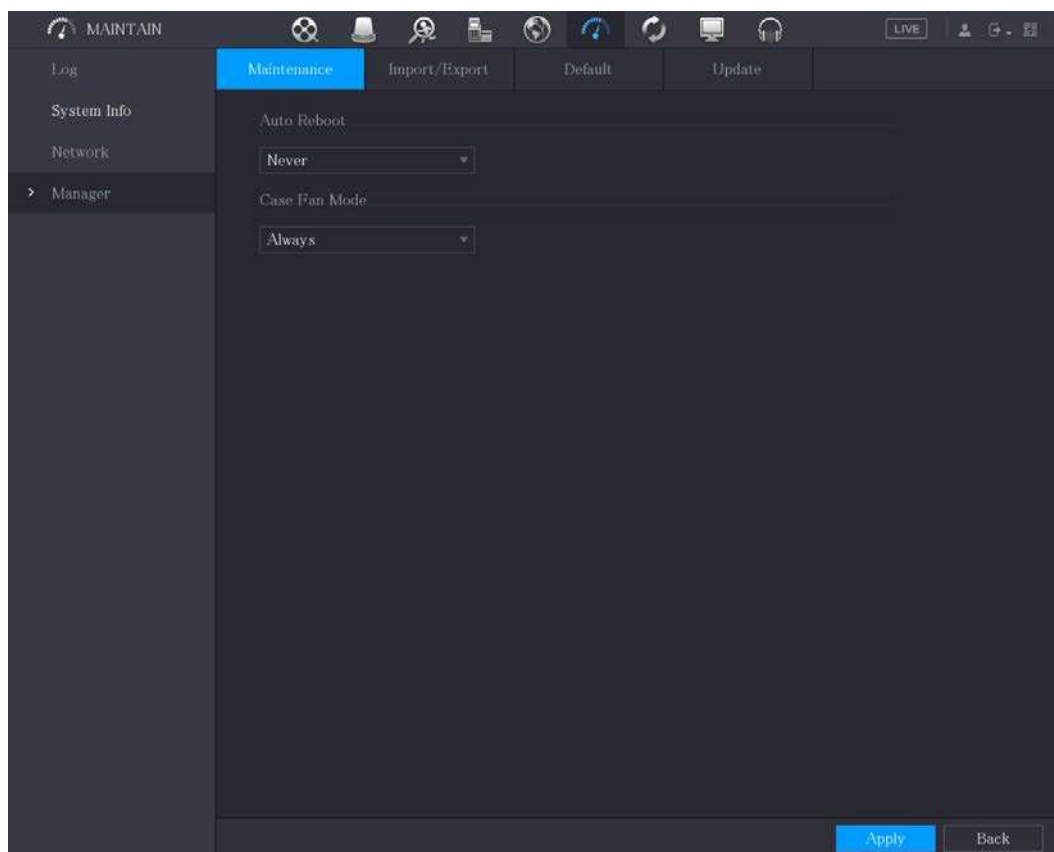 MAINTAIN
LIVE
Log
System Info
Network
Manager
Maintenance
Import/Export
Default
Update
Auto Reboot
Never
Case Fan Mode
Always
Apply
Back